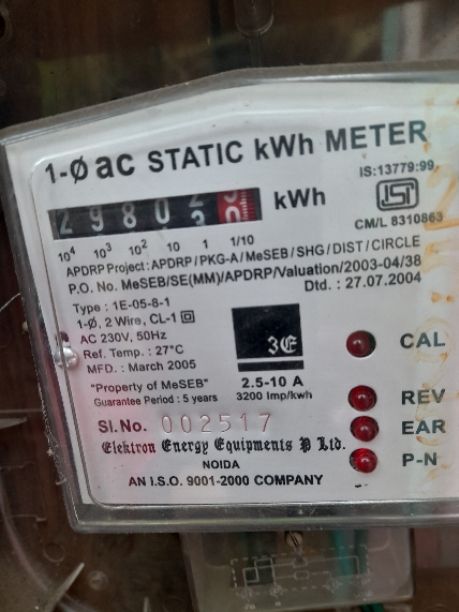 1-Ø ac STATIC kWh METER
IS:13779:99
2980
kWh
CM/L 8310863
10⁴ 10³ 10² 10 1 1/10
APDRP Project : APDRP / PKG-A / MeSEB / SHG / DIST / CIRCLE
P.O. No. MeSEB/SE(MM)/APDRP/Valuation/2003-04/38
Dtd. : 27.07.2004
Type : 1E-05-8-1
1-Ø, 2 Wire, CL-1
AC 230V, 50Hz
Ref. Temp. : 27°C
MFD. : March 2005
3E
CAL
"Property of MeSEB"
Guarantee Period : 5 years
2.5-10 A
3200 Imp/kwh
REV
Sl.No. 002517
EAR
Elektron Energy Equipments P Ltd.
NOIDA
P-N
AN I.S.O. 9001-2000 COMPANY